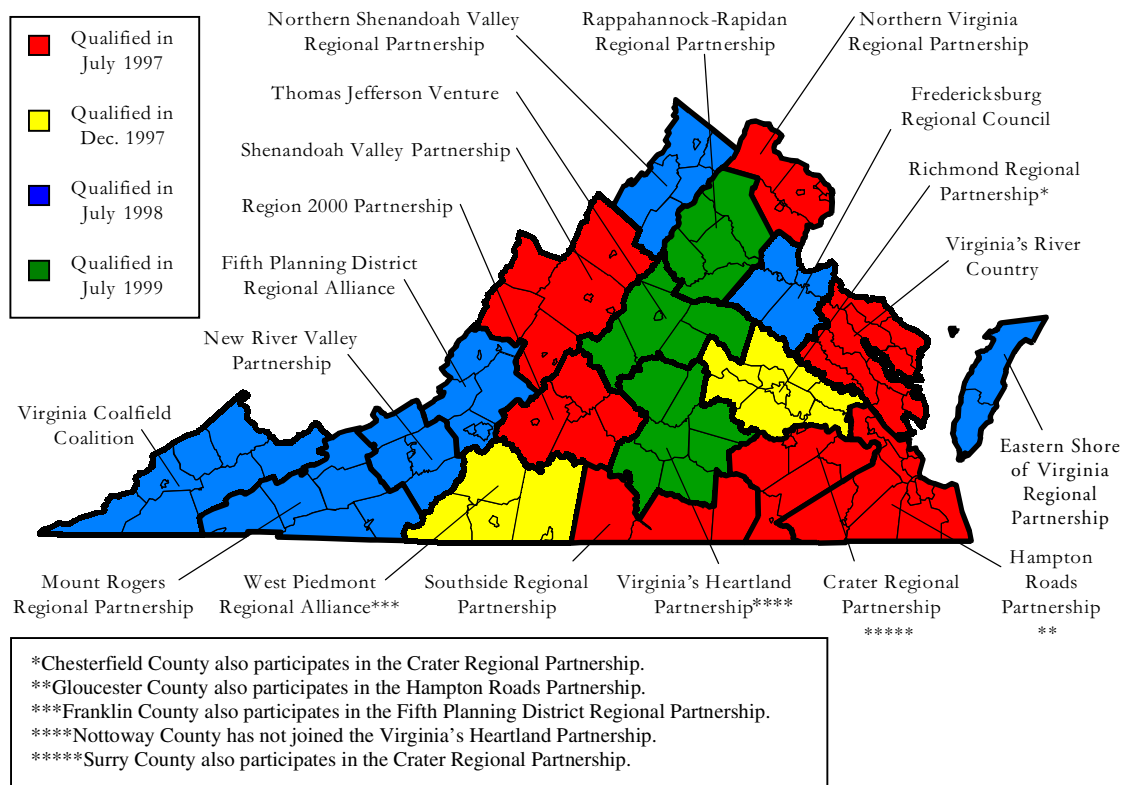 Qualified in
July 1997
Qualified in
Dec. 1997
Qualified in
July 1998
Qualified in
July 1999
Northern Shenandoah Valley
Regional Partnership
Rappahannock-Rapidan
Regional Partnership
Northern Virginia
Regional Partnership
Thomas Jefferson Venture
Fredericksburg
Regional Council
Shenandoah Valley Partnership
Richmond Regional
Partnership*
Region 2000 Partnership
Virginia's River
Country
Fifth Planning District
Regional Alliance
New River Valley
Partnership
Virginia Coalfield
Coalition
Eastern Shore
of Virginia
Regional
Partnership
Mount Rogers
Regional Partnership
West Piedmont
Regional Alliance***
Southside Regional
Partnership
Virginia's Heartland
Partnership****
Crater Regional
Partnership
*****
Hampton
Roads
Partnership
**
*Chesterfield County also participates in the Crater Regional Partnership.
**Gloucester County also participates in the Hampton Roads Partnership.
***Franklin County also participates in the Fifth Planning District Regional Partnership.
****Nottoway County has not joined the Virginia's Heartland Partnership.
*****Surry County also participates in the Crater Regional Partnership.